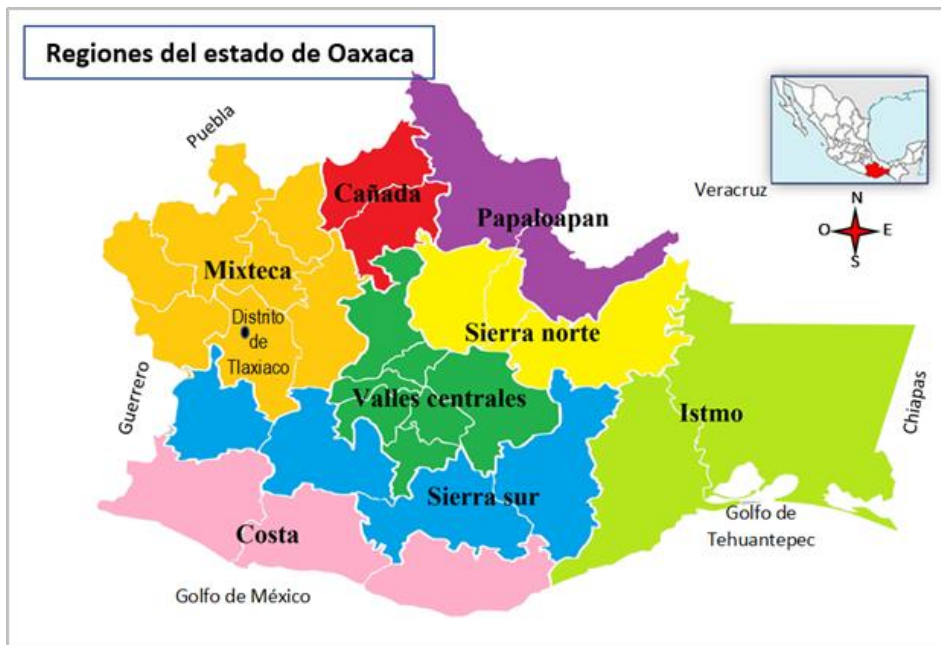 Regiones del estado de Oaxaca
Puebla
Cañada
Papaloapan
Veracruz
N
O
E
S
Mixteca
Distrito
de
Tlaxiaco
Sierra norte
Guerrero
Valles centrales
Istmo
Chiapas
Sierra sur
Golfo de
Tehuantepec
Costa
Golfo de México